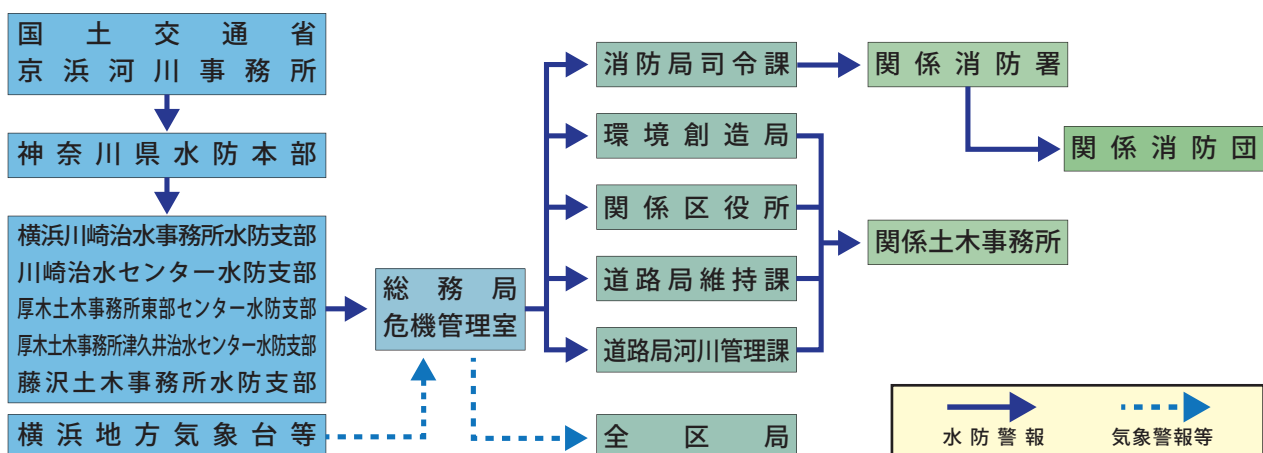 国土交通省
京浜河川事務所
神奈川県水防本部
横浜川崎治水事務所水防支部
川崎治水センター水防支部
厚木土木事務所東部センター水防支部
厚木土木事務所津久井治水センター水防支部
藤沢土木事務所水防支部
横浜地方気象台等
総務局
危機管理室
消防局司令課
環境創造局
関係区役所
道路局維持課
道路局河川管理課
全区局
関係消防署
関係消防団
関係土木事務所
水防警報
気象警報等